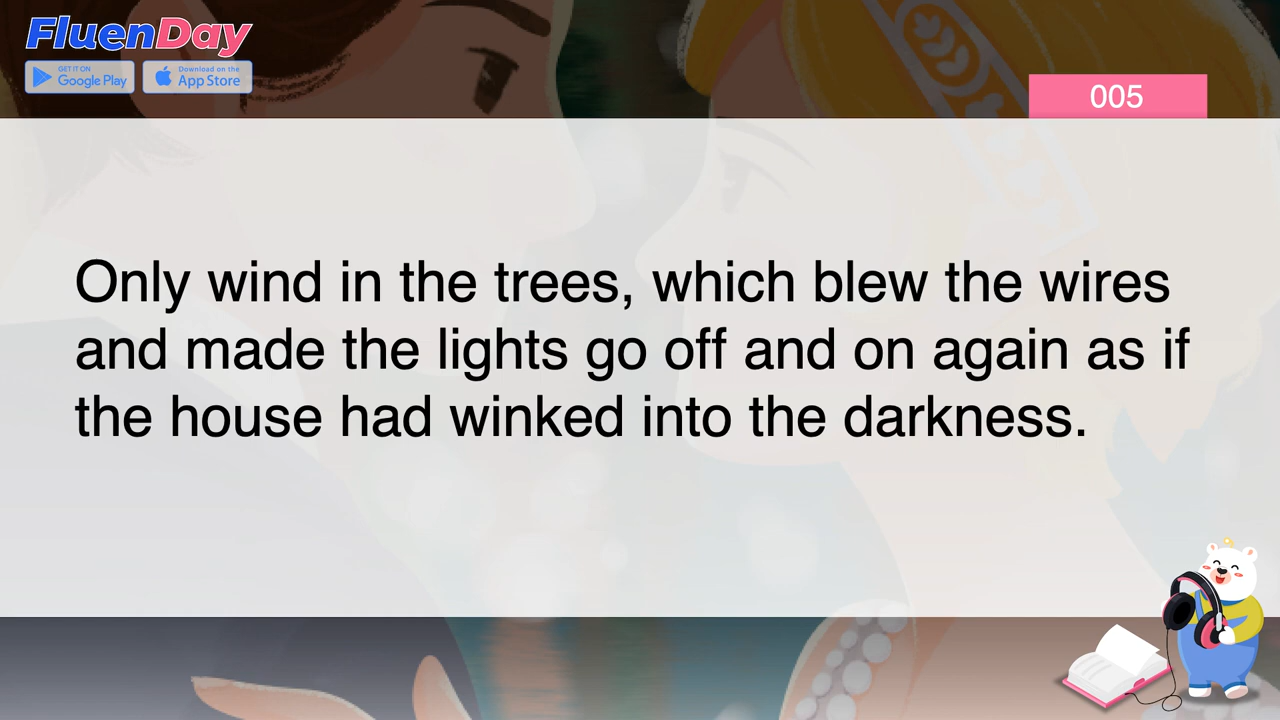 FluenDay
GET IT ON
Google Play
Download on the
App Store
005
Only wind in the trees, which blew the wires
and made the lights go off and on again as if
the house had winked into the darkness.